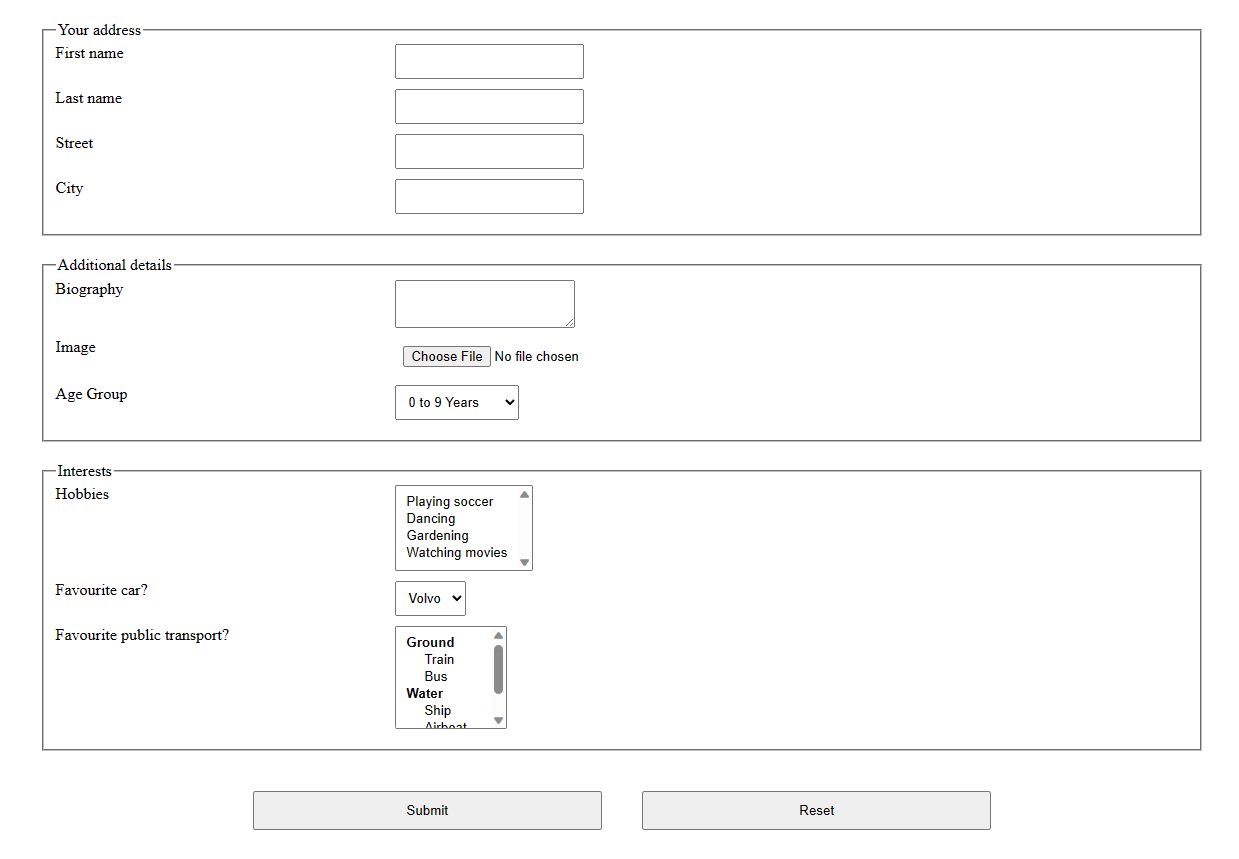 Your address
First name
Last name
Street
City
Additional details
Biography
Image
Choose File No file chosen
Age Group
0 to 9 Years
Interests
Hobbies
Playing soccer
Dancing
Gardening
Watching movies
Favourite car?
Volvo
Favourite public transport?
Ground
Train
Bus
Water
Ship
Airboat
Submit
Reset